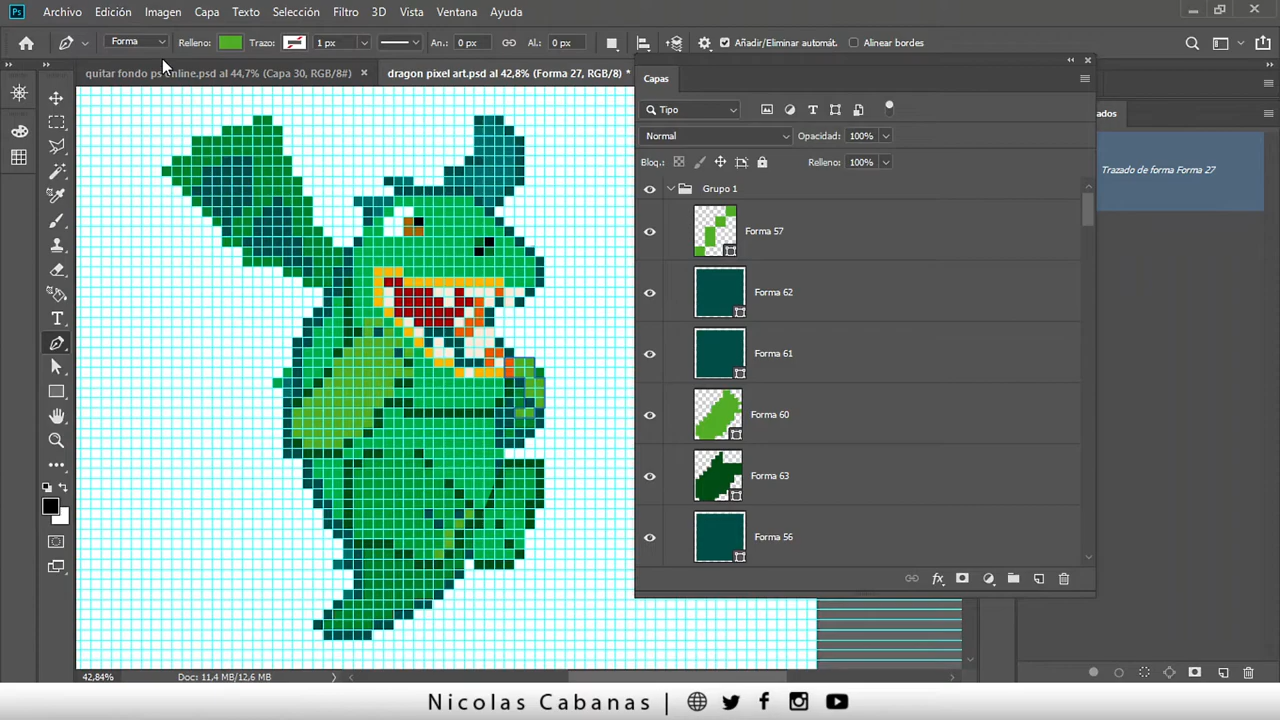 Ps Archivo Edición Imagen Capa Texto Selección Filtro 3D Vista Ventana Ayuda
Forma Relleno: Trazo: 1 px An.: 0 px Al.: 0 px Añadir/Eliminar automát. Alinear bordes
quitar fondo ps online.psd al 44,7% (Capa 30, RGB/8#) × dragon pixel art.psd al 42,8% (Forma 27, RGB/8) *
Capas
Tipo
ados
Normal Opacidad: 100%
Bloq.: Relleno: 100%
Trazado de forma Forma 27
Grupo 1
Forma 57
Forma 62
Forma 61
Forma 60
Forma 63
Forma 56
fx
42,84% Doc: 11,4 MB/12,6 MB
Nicolas Cabanas |